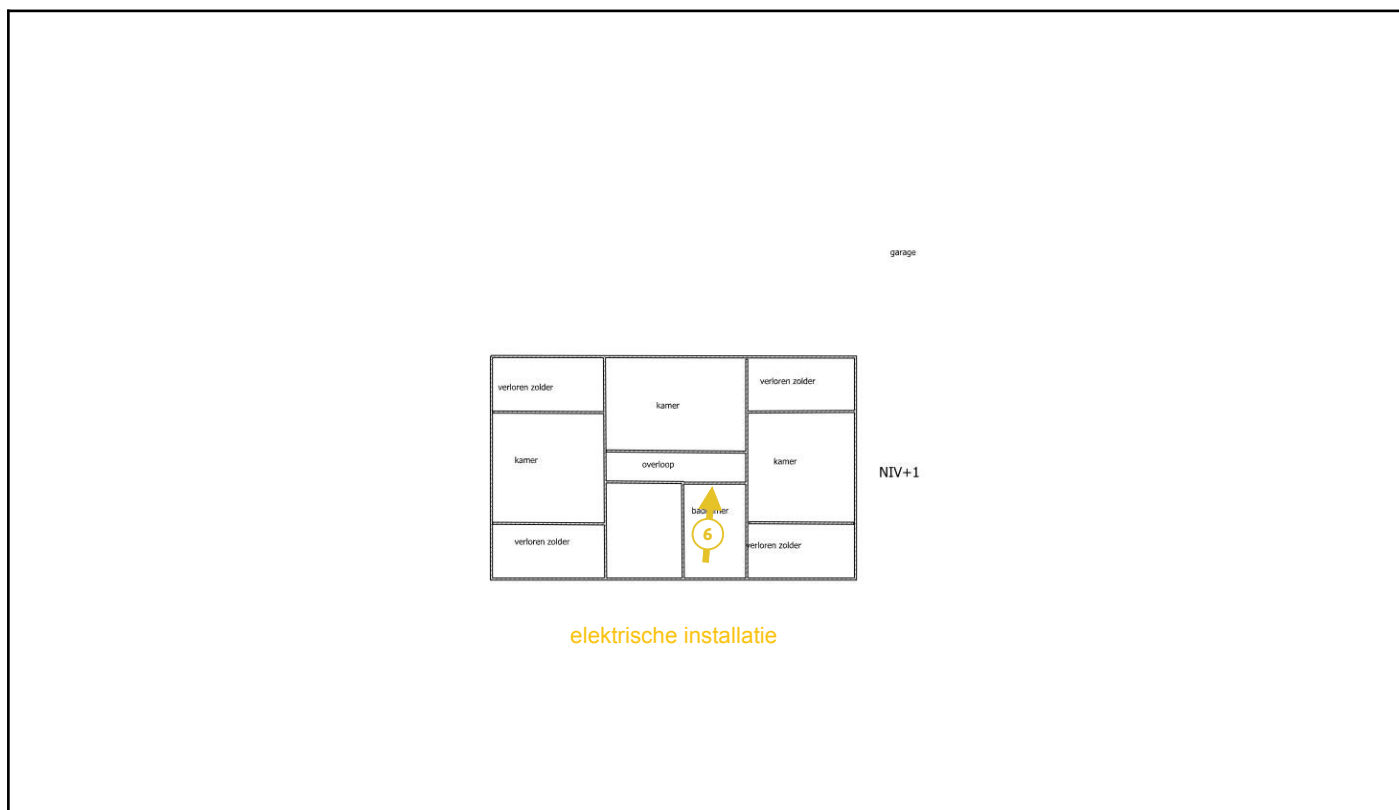 garage
verloren zolder
verloren zolder
kamer
kamer
overloop
kamer
NIV+1
6
verloren zolder
verloren zolder
elektrische installatie